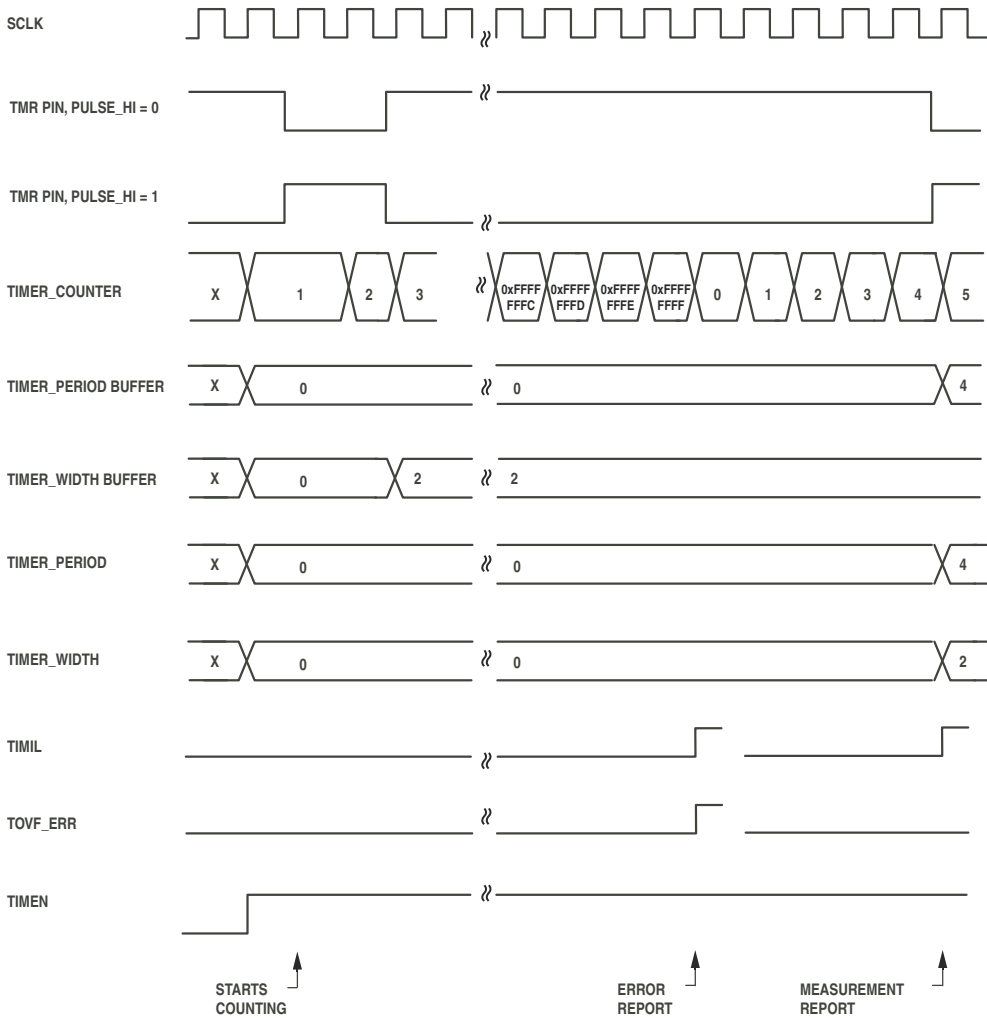 SCLK
TMR PIN, PULSE_HI = 0
TMR PIN, PULSE_HI = 1
TIMER_COUNTER
X
1
2
3
0xFFFF
FFFC
0xFFFF
FFFD
0xFFFF
FFFE
0xFFFF
FFFF
0
1
2
3
4
5
TIMER_PERIOD BUFFER
X
0
0
4
TIMER_WIDTH BUFFER
X
0
2
2
TIMER_PERIOD
X
0
0
4
TIMER_WIDTH
X
0
0
2
TIMIL
TOVF_ERR
TIMEN
STARTS
COUNTING
ERROR
REPORT
MEASUREMENT
REPORT